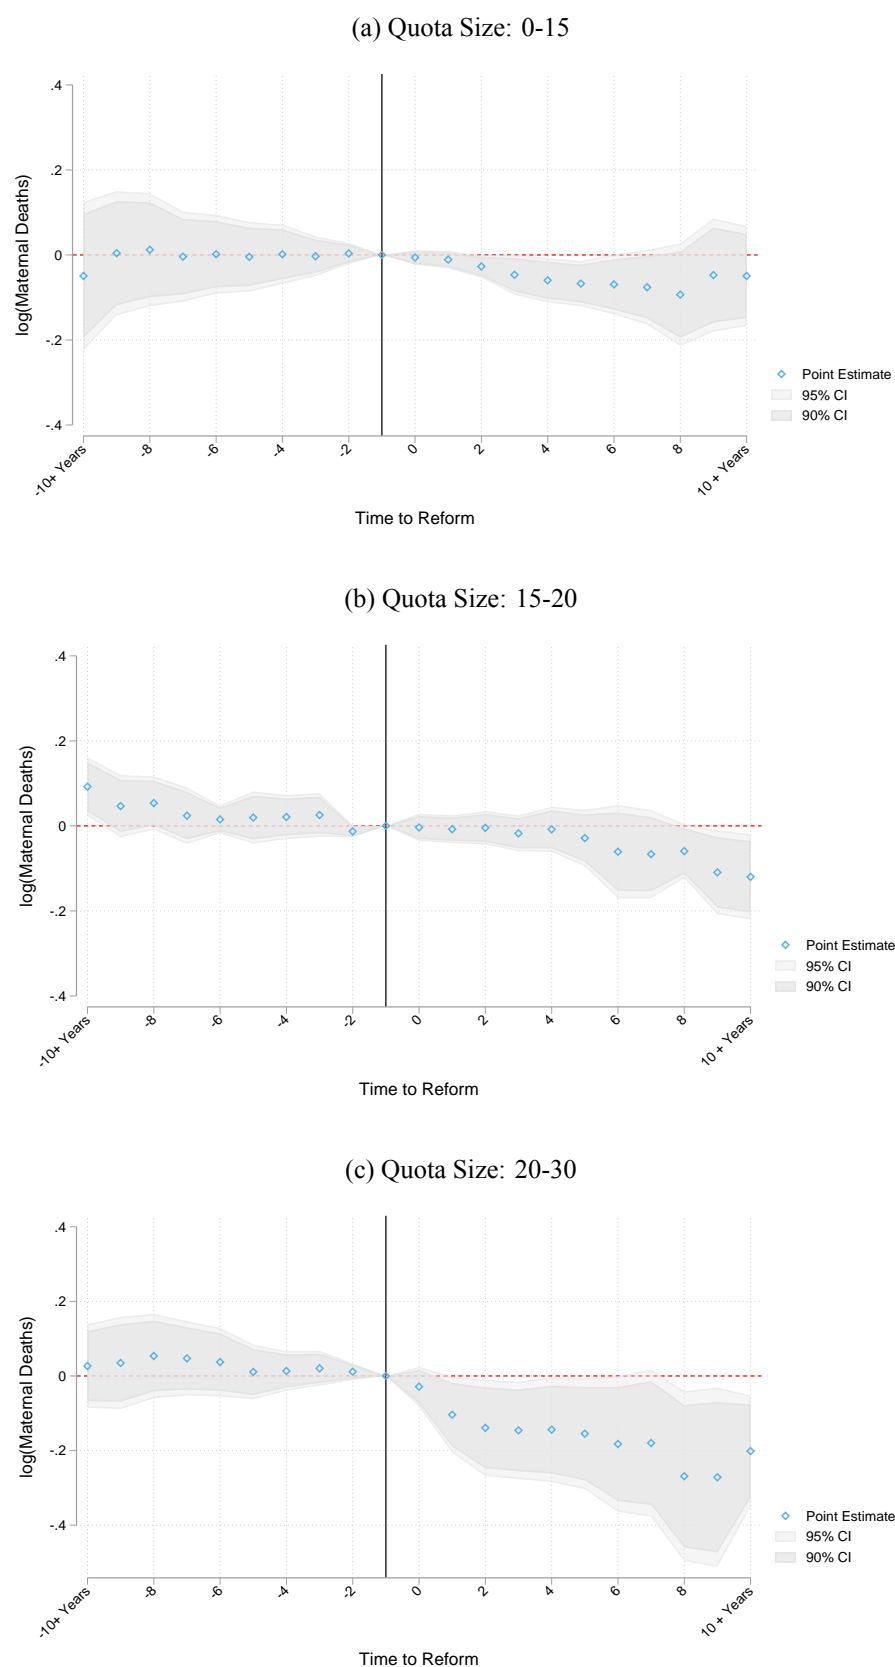 (a) Quota Size: 0-15
.4
.2
0
-.2
-.4
log(Maternal Deaths)
-10+ Years
-8
-6
-4
-2
0
2
4
6
8
10 + Years
Time to Reform
Point Estimate
95% CI
90% CI
(b) Quota Size: 15-20
.4
.2
0
-.2
-.4
log(Maternal Deaths)
-10+ Years
-8
-6
-4
-2
0
2
4
6
8
10 + Years
Time to Reform
Point Estimate
95% CI
90% CI
(c) Quota Size: 20-30
.4
.2
0
-.2
-.4
log(Maternal Deaths)
-10+ Years
-8
-6
-4
-2
0
2
4
6
8
10 + Years
Time to Reform
Point Estimate
95% CI
90% CI